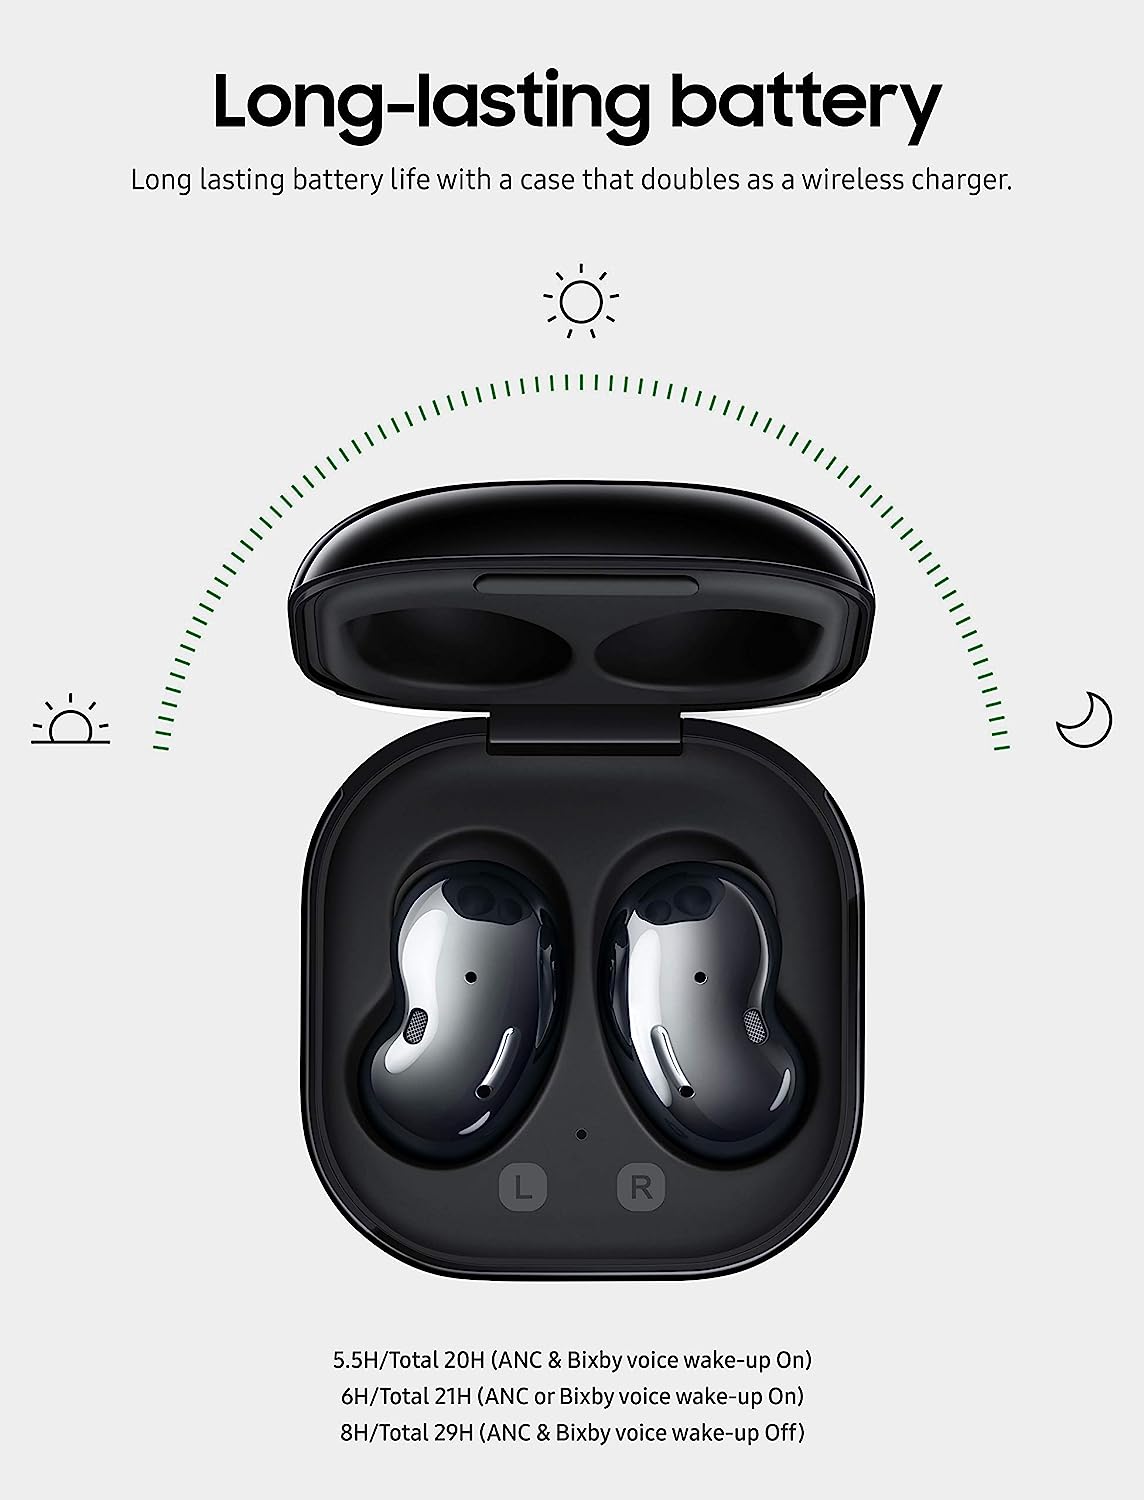 Long-lasting battery
Long lasting battery life with a case that doubles as a wireless charger.
L R
5.5H/Total 20H (ANC & Bixby voice wake-up On)
6H/Total 21H (ANC or Bixby voice wake-up On)
8H/Total 29H (ANC & Bixby voice wake-up Off)